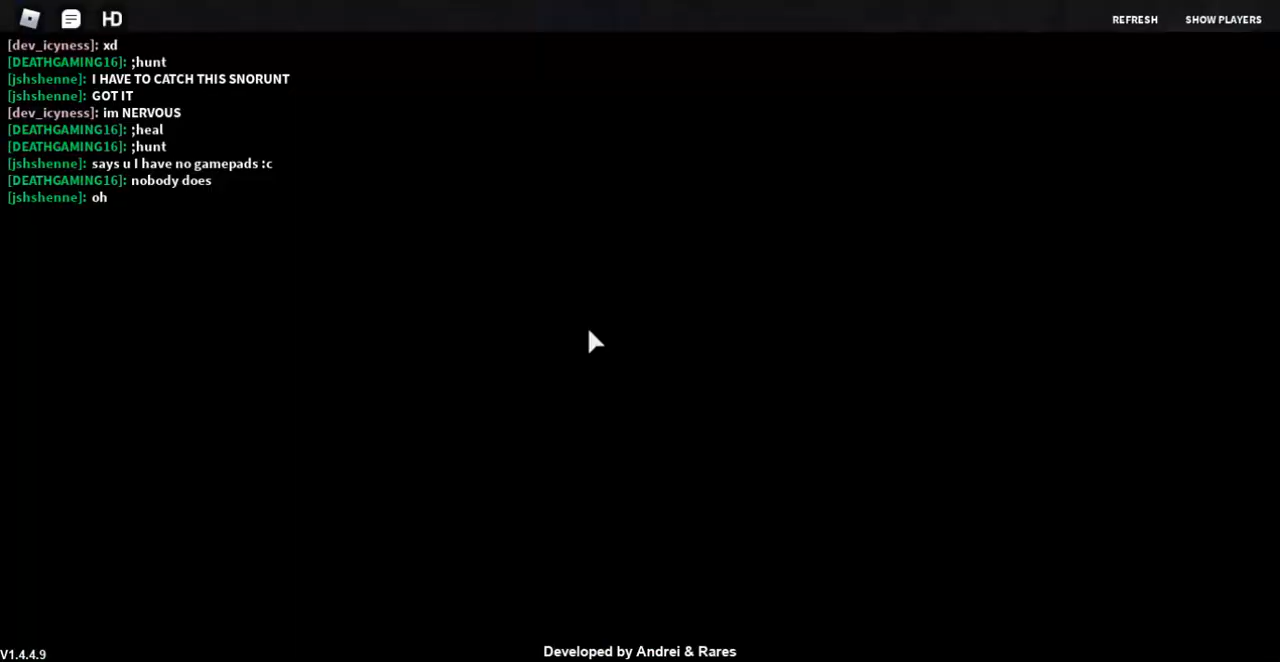 HD
REFRESH
SHOW PLAYERS
[dev_icyness]: xd
[DEATHGAMING16]: ;hunt
[jshshenne]: I HAVE TO CATCH THIS SNORUNT
[jshshenne]: GOT IT
[dev_icyness]: im NERVOUS
[DEATHGAMING16]: ;heal
[DEATHGAMING16]: ;hunt
[jshshenne]: says u I have no gamepads :c
[DEATHGAMING16]: nobody does
[jshshenne]: oh
V1.4.4.9
Developed by Andrei & Rares